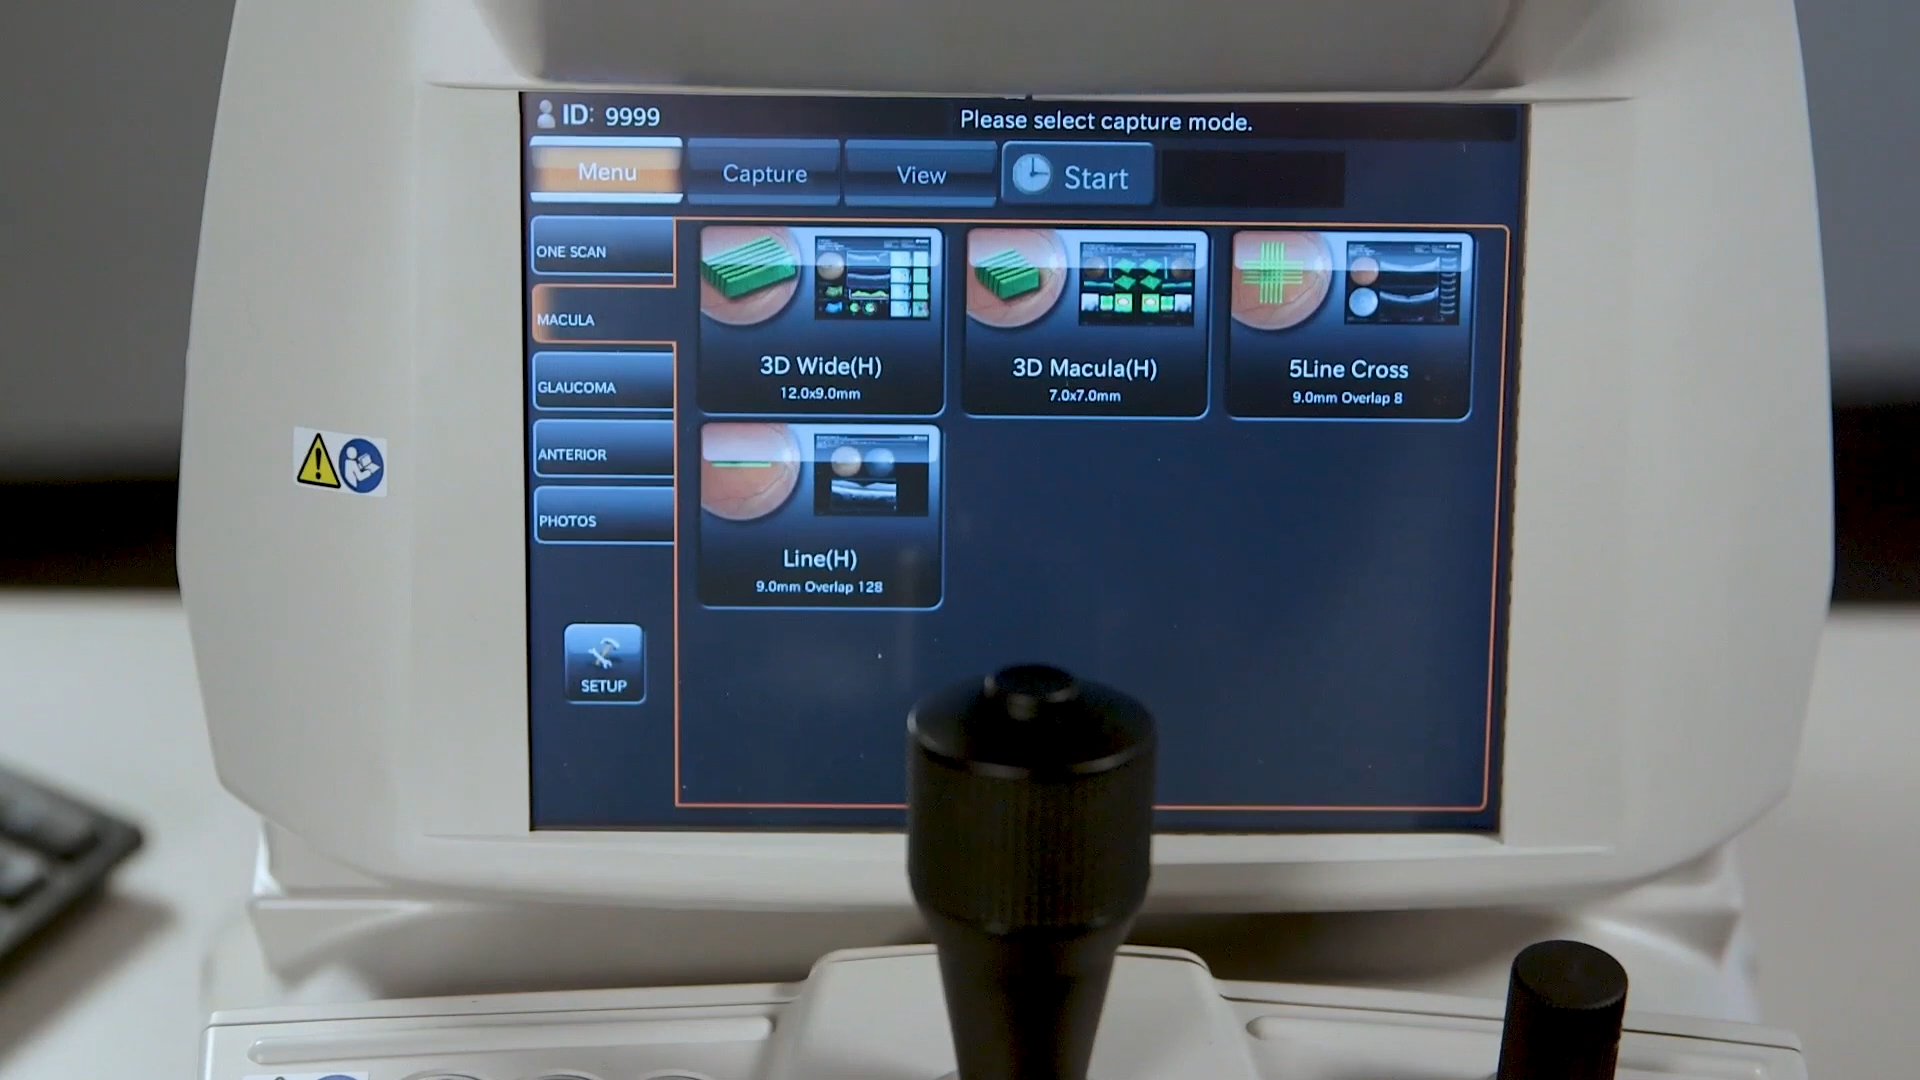 ID: 9999
Please select capture mode.
Menu
Capture
View
Start
ONE SCAN
MACULA
GLAUCOMA
ANTERIOR
PHOTOS
SETUP
3D Wide(H)
12.0x9.0mm
3D Macula(H)
7.0x7.0mm
5Line Cross
9.0mm Overlap 8
Line(H)
9.0mm Overlap 128